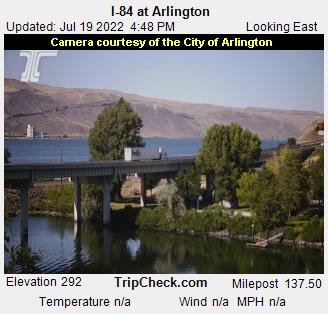 I-84 at Arlington
Updated: Jul 19 2022 4:48 PM Looking East
Camera courtesy of the City of Arlington
Elevation 292 TripCheck.com Milepost 137.50
Temperature n/a Wind n/a MPH n/a